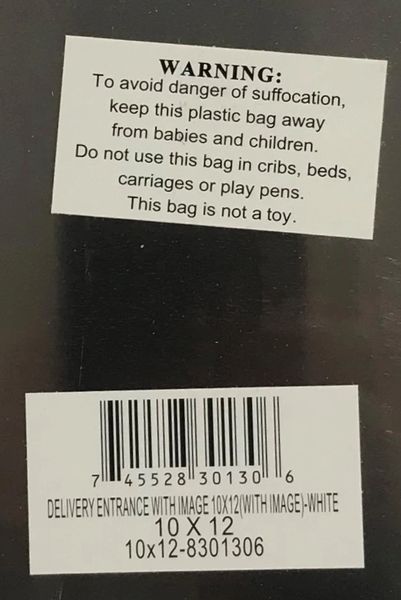 WARNING:
To avoid danger of suffocation,
keep this plastic bag away
from babies and children.
Do not use this bag in cribs, beds,
carriages or play pens.
This bag is not a toy.
7 45528 30130 6
DELIVERY ENTRANCE WITH IMAGE 10X12(WITH IMAGE)-WHITE
10 X 12
10x12-8301306